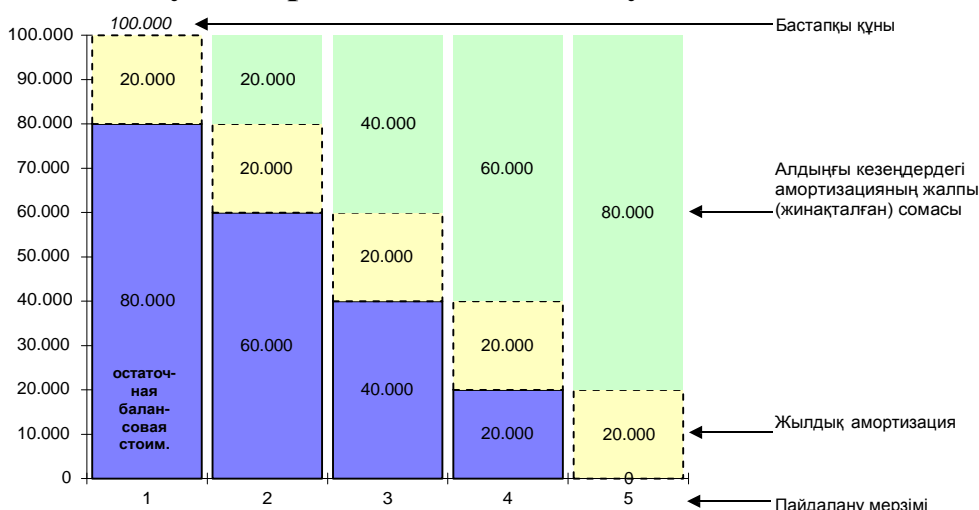 100.000
Бастапқы құны
100.000
90.000
80.000
70.000
60.000
50.000
40.000
30.000
20.000
10.000
0
20.000
20.000
40.000
60.000
80.000
20.000
20.000
20.000
20.000
80.000
60.000
40.000
20.000
0
остаточ-
ная
балан-
совая
стоим.
Алдыңғы кезеңдердегі
амортизацияның жалпы
(жинақталған) сомасы
Жылдық амортизация
1
2
3
4
5
Пайдалану мерзімі